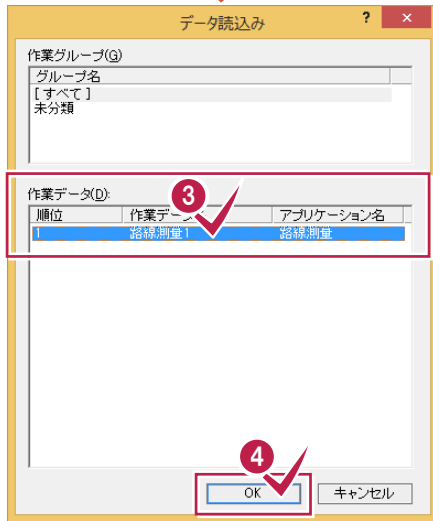 データ読込み ? ×
作業グループ(G)
グループ名
[すべて]
未分類
作業データ(D):
3
順位 作業データ アプリケーション名
1 路線測量1 路線測量
4
OK キャンセル